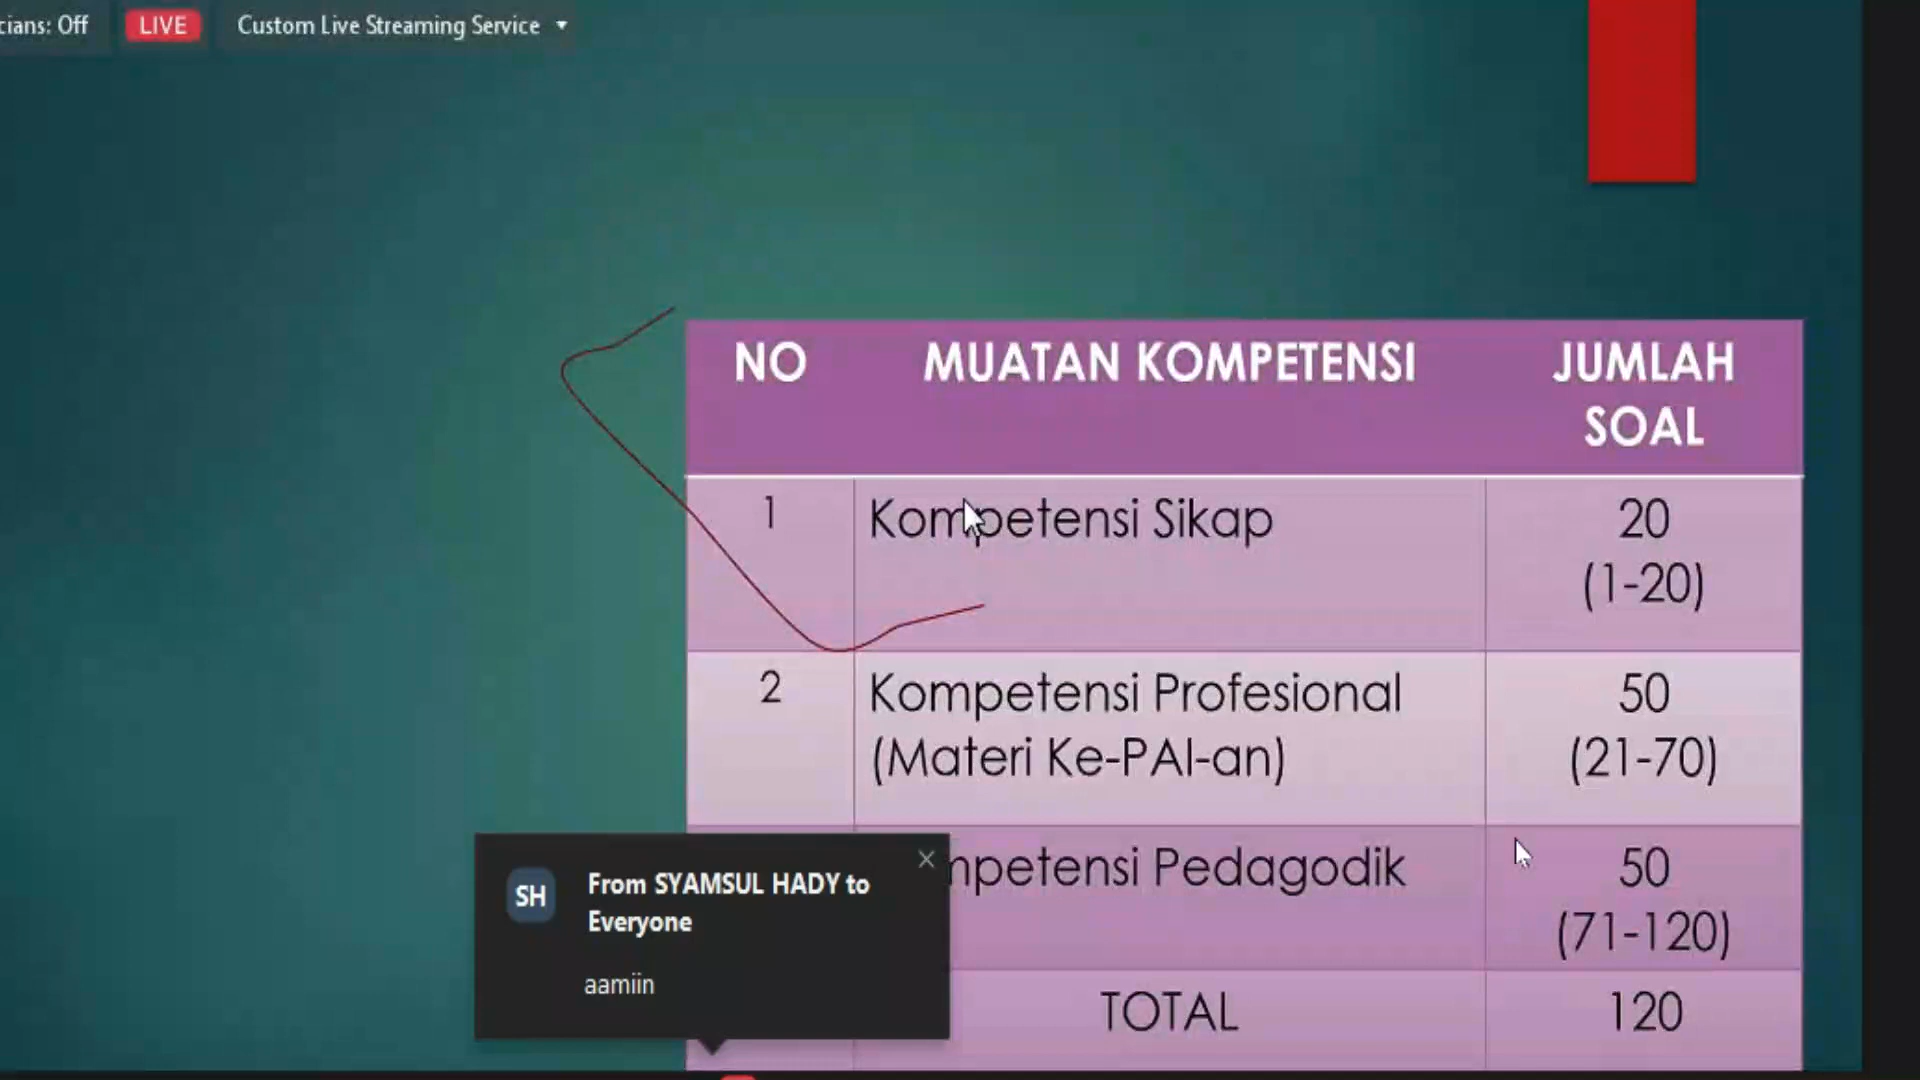 cians: Off
LIVE
Custom Live Streaming Service
NO
MUATAN KOMPETENSI
JUMLAH
SOAL
1
Kompetensi Sikap
20
(1-20)
2
Kompetensi Profesional
(Materi Ke-PAI-an)
50
(21-70)
mpetensi Pedagodik
50
(71-120)
TOTAL
120
SH
From SYAMSUL HADY to
Everyone
aamiin